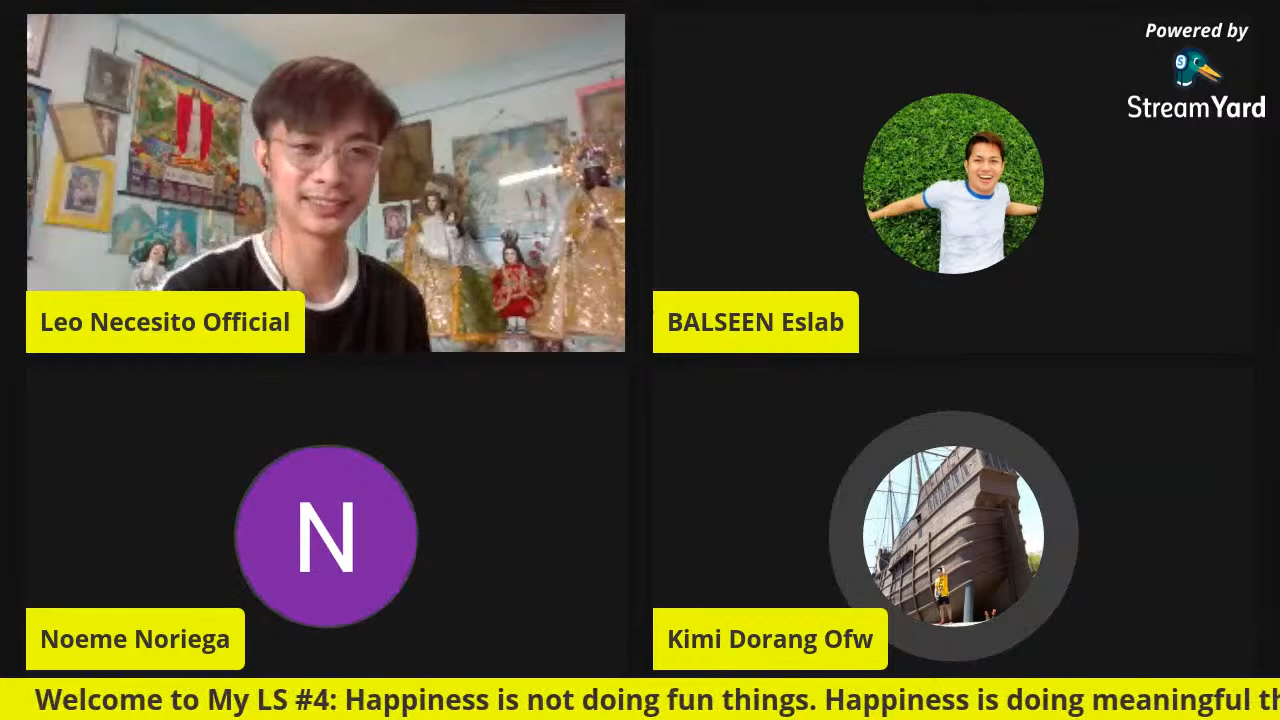 Powered by
StreamYard
Leo Necesito Official
BALSEEN Eslab
N
Noeme Noriega
Kimi Dorang Ofw
Welcome to My LS #4: Happiness is not doing fun things. Happiness is doing meaningful th